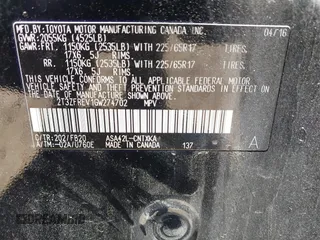 MFD.BY:TOYOTA MOTOR MANUFACTURING CANADA INC. 04/16
GVWR:2055KG (4525LB)
GAWR:FRT. 1150KG (2535LB) WITH 225/65R17 TIRES,
17X6.5J RIMS
RR. 1150KG (2535LB) WITH 225/65R17 TIRES,
17X6.5J RIMS
THIS VEHICLE CONFORMS TO ALL APPLICABLE FEDERAL MOTOR
VEHICLE SAFETY STANDARDS IN EFFECT ON THE DATE OF
MANUFACTURE SHOWN ABOVE.
2T3ZFREV1GW274702 MPV
C/TR:202/FB20 ASA42L-CNTXKA A
A/TM:-02A/U760E MADE IN CANADA 137